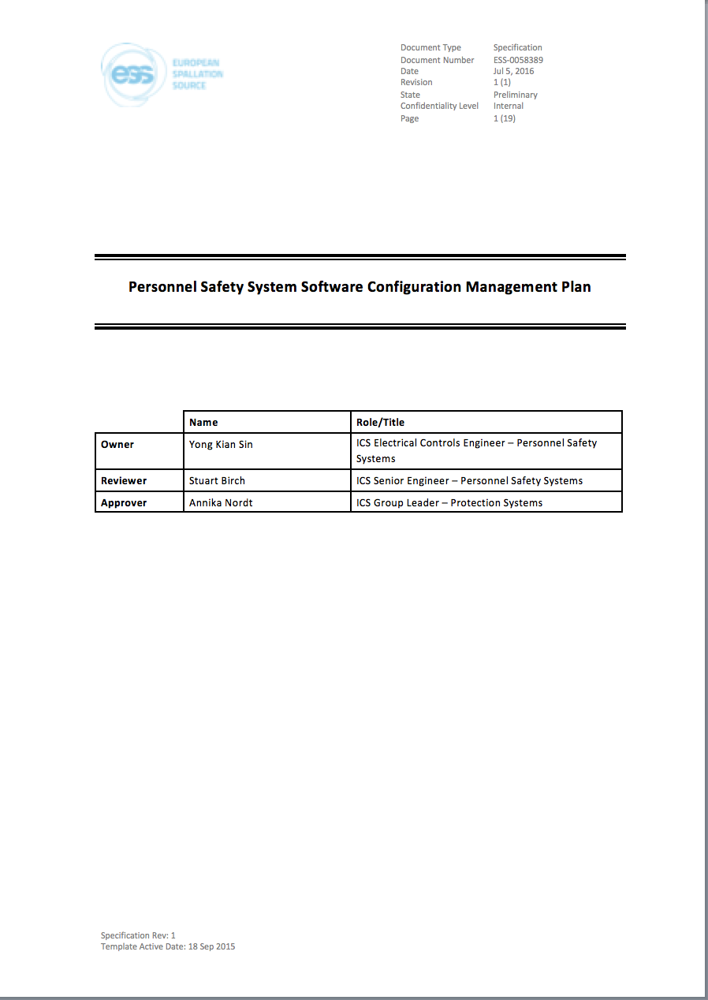 ess
EUROPEAN
SPALLATION
SOURCE
Document Type Specification
Document Number ESS-0058389
Date Jul 5, 2016
Revision 1 (1)
State Preliminary
Confidentiality Level Internal
Page 1 (19)
Personnel Safety System Software Configuration Management Plan
Name Role/Title
Owner Yong Kian Sin ICS Electrical Controls Engineer – Personnel Safety
Systems
Reviewer Stuart Birch ICS Senior Engineer – Personnel Safety Systems
Approver Annika Nordt ICS Group Leader – Protection Systems
Specification Rev: 1
Template Active Date: 18 Sep 2015